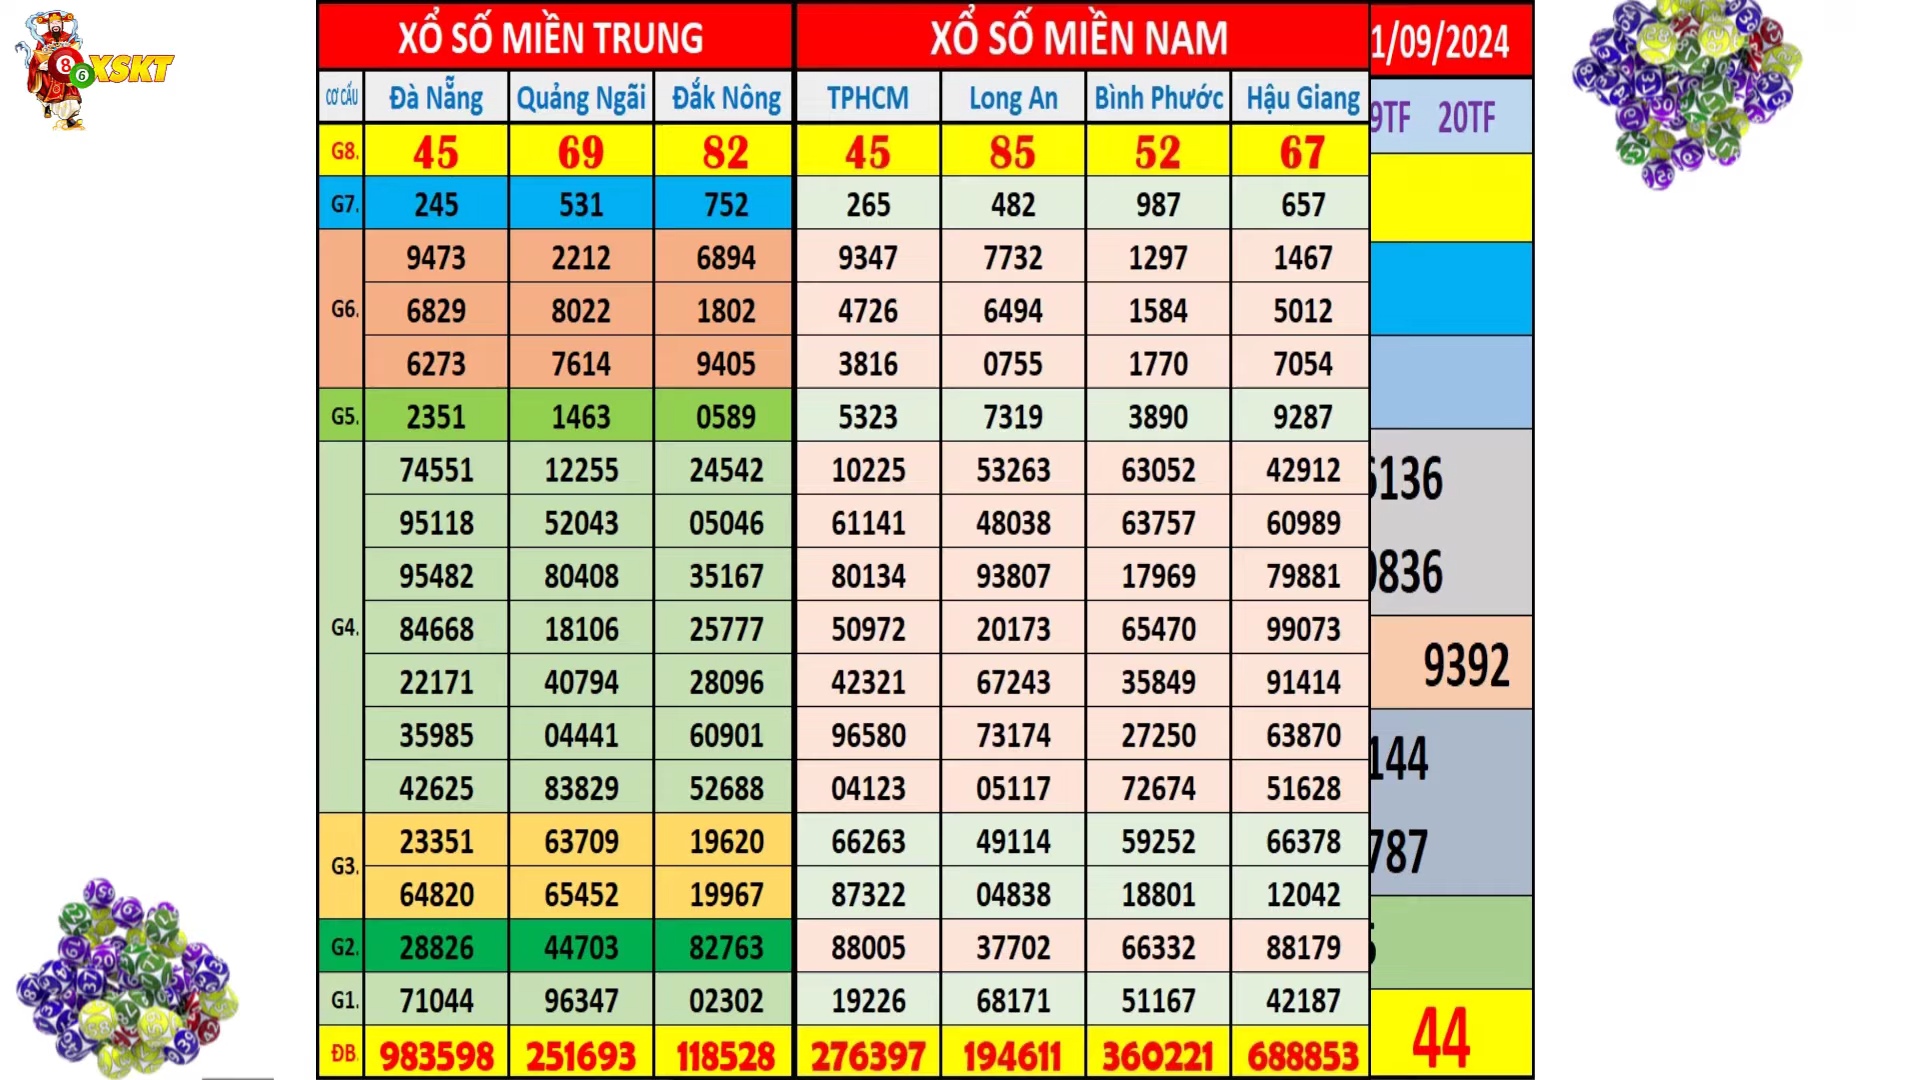 86 XSKT
XỔ SỐ MIỀN TRUNG XỔ SỐ MIỀN NAM 1/09/2024
CƠ CẤU Đà Nẵng Quảng Ngãi Đắk Nông TPHCM Long An Bình Phước Hậu Giang 9TF 20TF
G8. 45 69 82 45 85 52 67
G7. 245 531 752 265 482 987 657
9473 2212 6894 9347 7732 1297 1467
G6. 6829 8022 1802 4726 6494 1584 5012
6273 7614 9405 3816 0755 1770 7054
G5. 2351 1463 0589 5323 7319 3890 9287
74551 12255 24542 10225 53263 63052 42912 6136
95118 52043 05046 61141 48038 63757 60989
95482 80408 35167 80134 93807 17969 79881 836
G4. 84668 18106 25777 50972 20173 65470 99073
22171 40794 28096 42321 67243 35849 91414 9392
35985 04441 60901 96580 73174 27250 63870 144
42625 83829 52688 04123 05117 72674 51628
G3. 23351 63709 19620 66263 49114 59252 66378 787
64820 65452 19967 87322 04838 18801 12042
G2. 28826 44703 82763 88005 37702 66332 88179
G1. 71044 96347 02302 19226 68171 51167 42187
ĐB. 983598 251693 118528 276397 194611 360221 688853 44